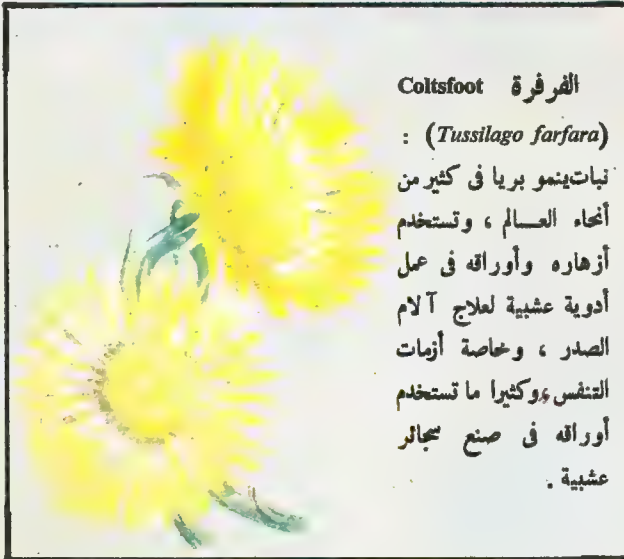 الفرفرة Coltsfoot
(Tussilago farfara) :
نبات ينمو بريا فى كثير من
أنحاء العــالم ، وتستخدم
أزهاره وأوراقه فى عمل
أدوية عشبية لعلاج آلام
الصدر ، وخاصة أزمات
التنفس ، وكثيرا ما تستخدم
أوراقه فى صنع سجائر
عشبية .